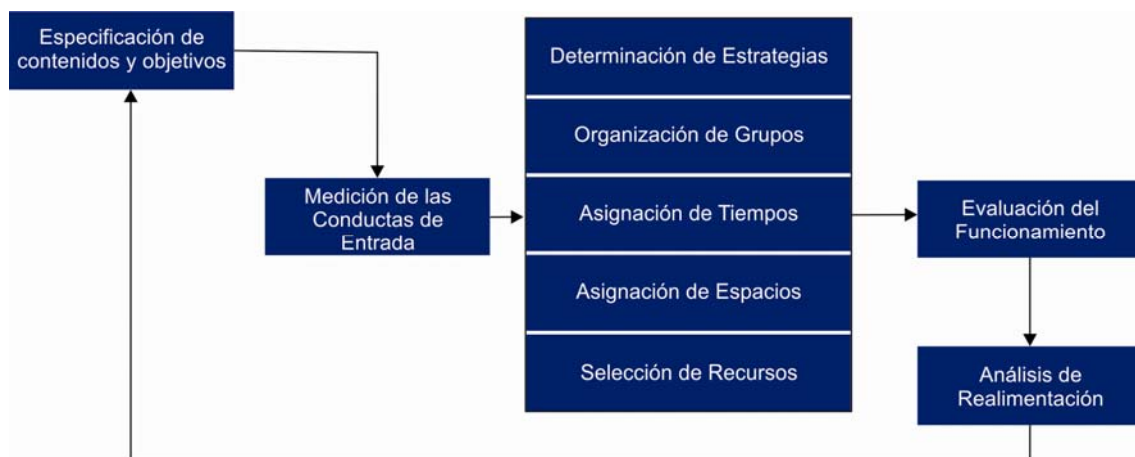 Especificación de
contenidos y objetivos
Medición de las
Conductas de
Entrada
Determinación de Estrategias
Organización de Grupos
Asignación de Tiempos
Asignación de Espacios
Selección de Recursos
Evaluación del
Funcionamiento
Análisis de
Realimentación